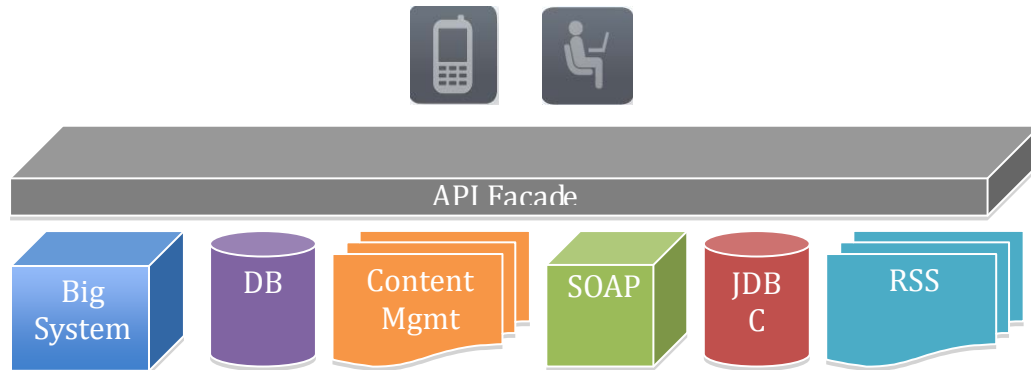 API Facade
Big
System
DB
Content
Mgmt
SOAP
JDB
C
RSS